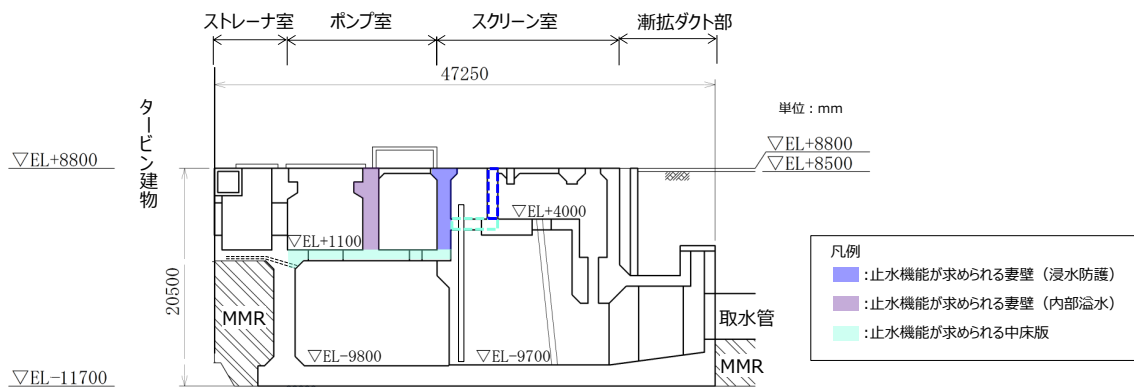 ストレーナ室 ポンプ室 スクリーン室 漸拡ダクト部
47250
単位：mm
タービン建物
▽EL+8800
▽EL+8800
▽EL+8500
▽EL+4000
▽EL+1100
20500
凡例
:止水機能が求められる妻壁（浸水防護）
:止水機能が求められる妻壁（内部溢水）
:止水機能が求められる中床版
MMR
取水管
▽EL-9800
▽EL-9700
MMR
▽EL-11700